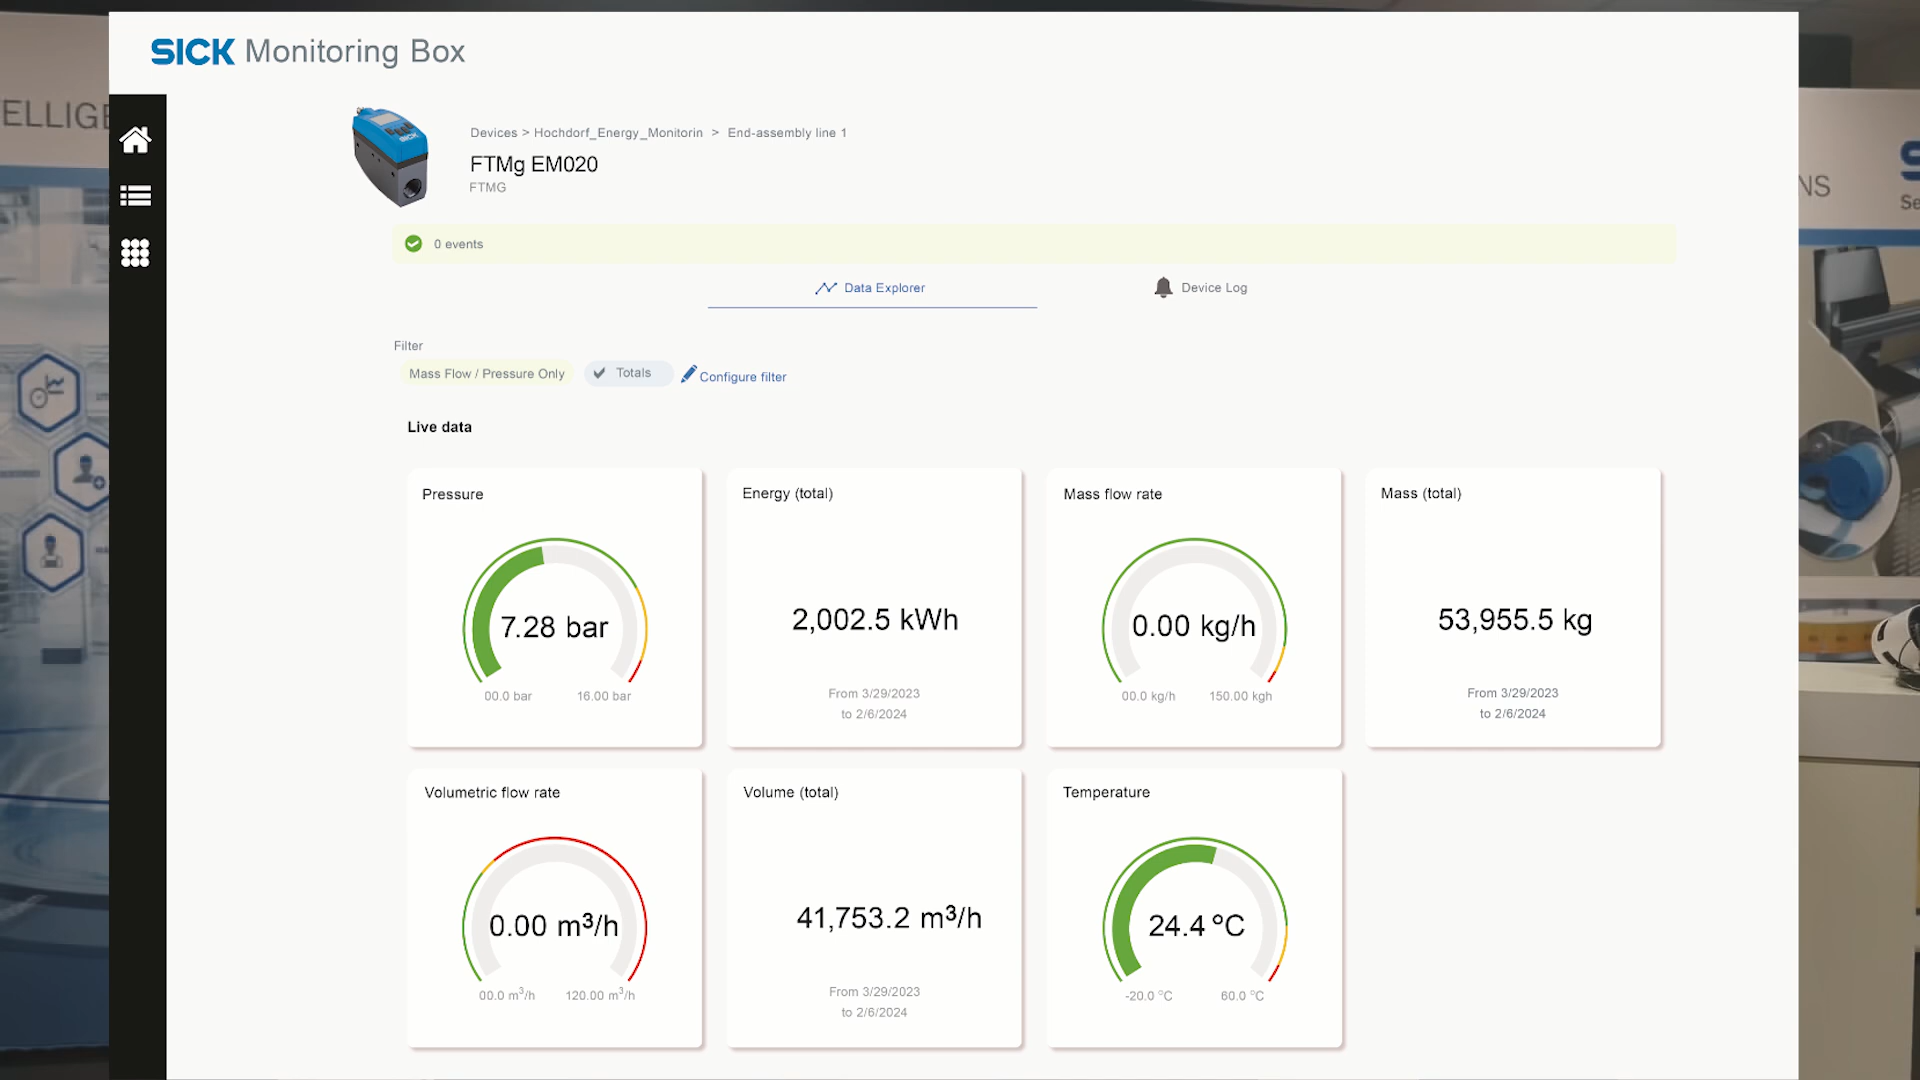 SICK Monitoring Box
ELLIGE
NS
Se
Devices > Hochdorf_Energy_Monitorin > End-assembly line 1
FTMg EM020
FTMG
0 events
Data Explorer
Device Log
Filter
Mass Flow / Pressure Only
Totals
Configure filter
Live data
Pressure
7.28 bar
00.0 bar
16.00 bar
Energy (total)
2,002.5 kWh
From 3/29/2023
to 2/6/2024
Mass flow rate
0.00 kg/h
00.0 kg/h
150.00 kgh
Mass (total)
53,955.5 kg
From 3/29/2023
to 2/6/2024
Volumetric flow rate
0.00 m³/h
00.0 m³/h
120.00 m³/h
Volume (total)
41,753.2 m³/h
From 3/29/2023
to 2/6/2024
Temperature
24.4 °C
-20.0 °C
60.0 °C